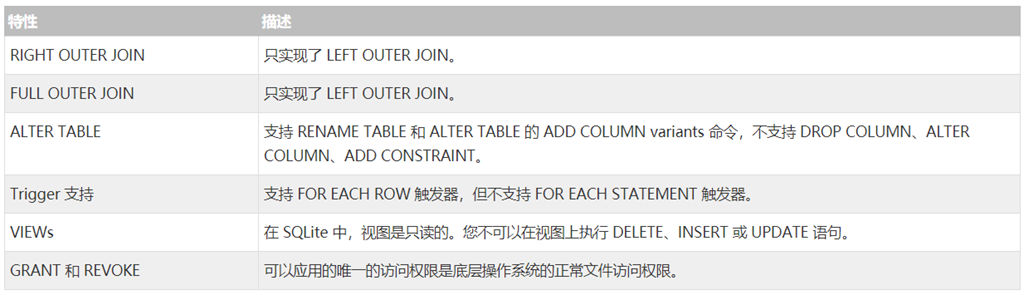 特性 描述
RIGHT OUTER JOIN 只实现了 LEFT OUTER JOIN。
FULL OUTER JOIN 只实现了 LEFT OUTER JOIN。
ALTER TABLE 支持 RENAME TABLE 和 ALTER TABLE 的 ADD COLUMN variants 命令，不支持 DROP COLUMN、ALTER
COLUMN、ADD CONSTRAINT。
Trigger 支持 支持 FOR EACH ROW 触发器，但不支持 FOR EACH STATEMENT 触发器。
VIEWs 在 SQLite 中，视图是只读的。您不可以在视图上执行 DELETE、INSERT 或 UPDATE 语句。
GRANT 和 REVOKE 可以应用的唯一的访问权限是底层操作系统的正常文件访问权限。